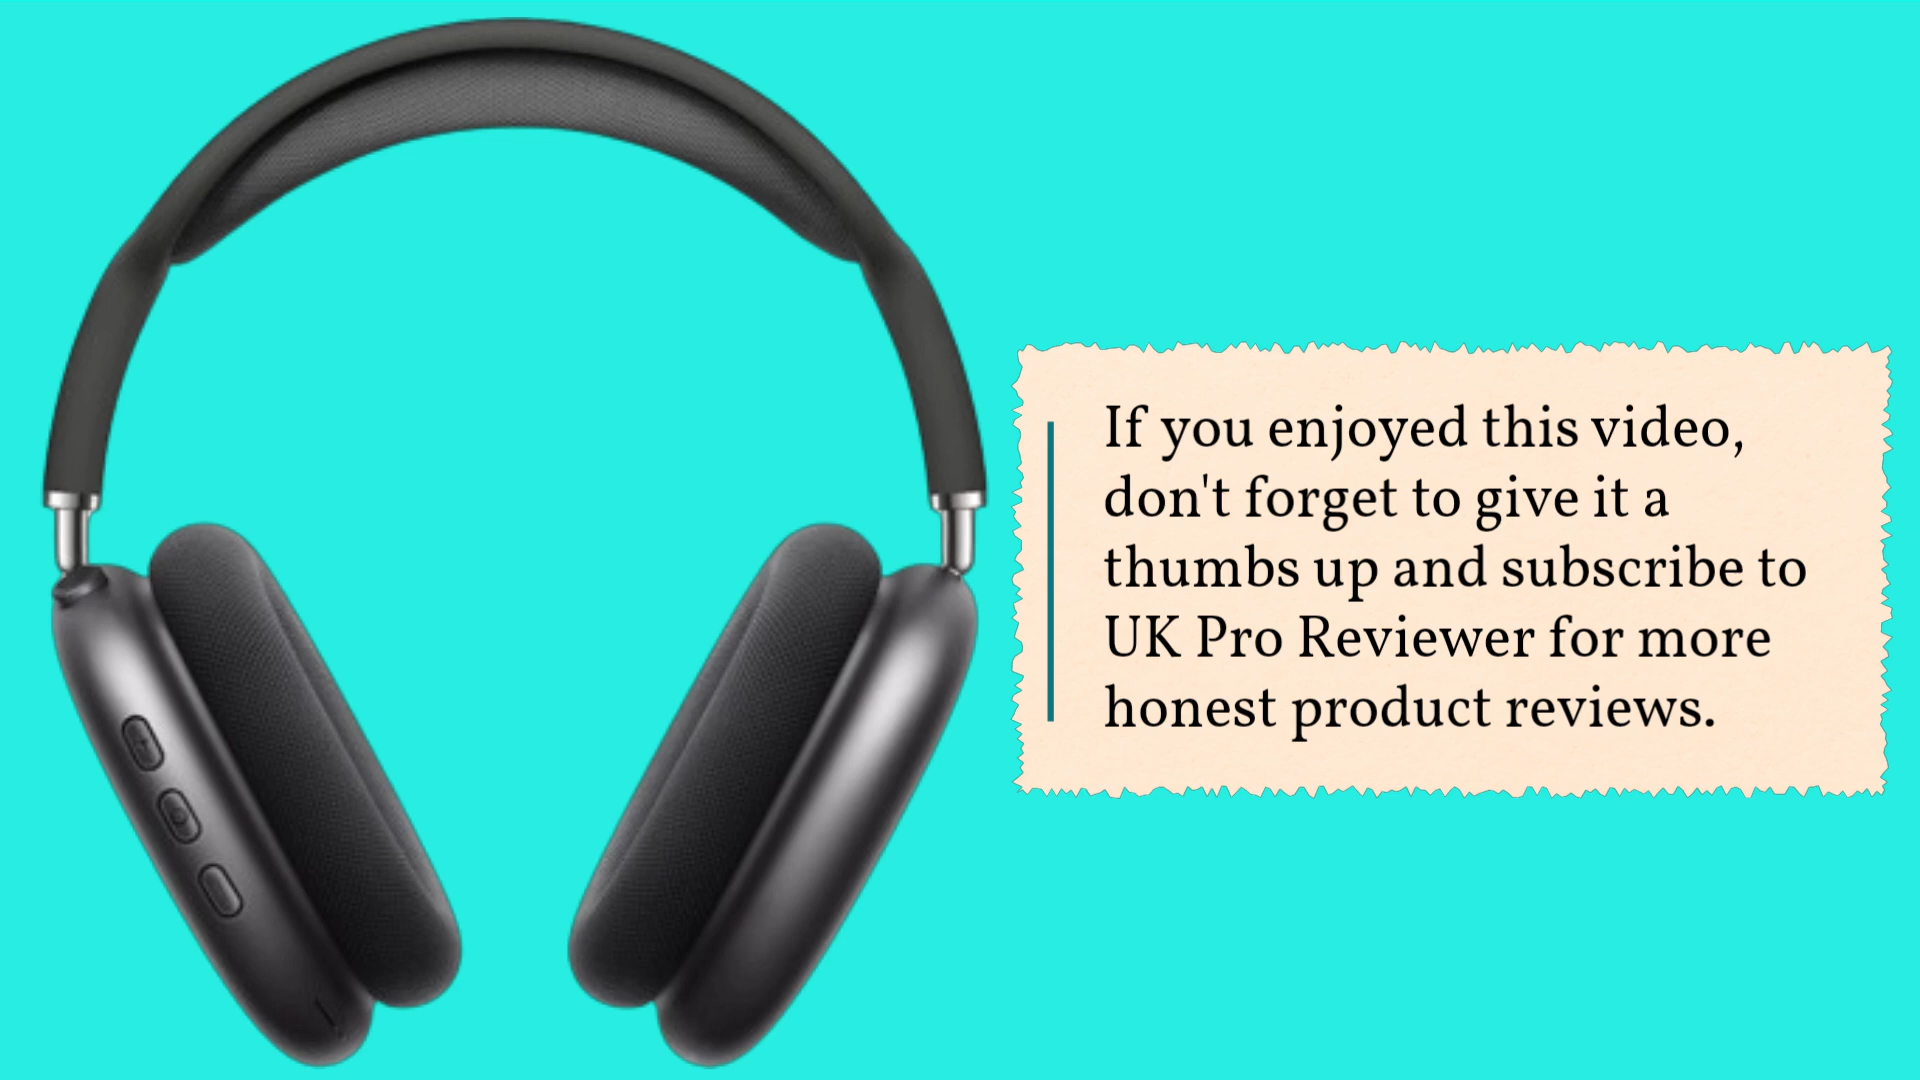 If you enjoyed this video,
don't forget to give it a
thumbs up and subscribe to
UK Pro Reviewer for more
honest product reviews.